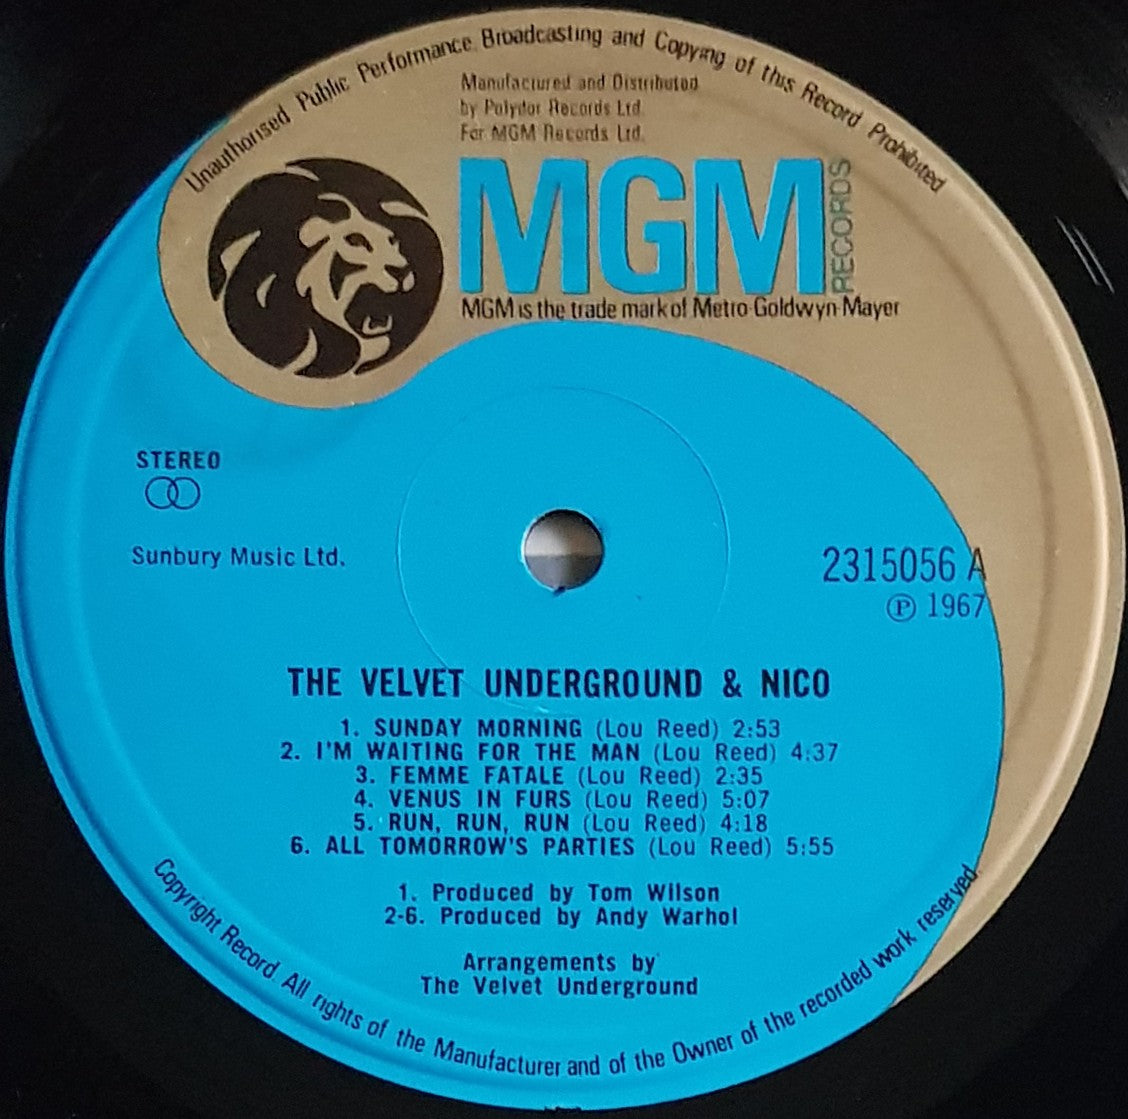 Unauthorised Public Performance. Broadcasting and Copying of this Record Prohibited
Manufactured and Distributed
by Polydor Records Ltd.
For MGM Records Ltd.
MGM
RECORDS
MGM is the trade mark of Metro-Goldwyn-Mayer
STEREO
Sunbury Music Ltd.
2315056 A
Ⓟ 1967
THE VELVET UNDERGROUND & NICO
1. SUNDAY MORNING (Lou Reed) 2:53
2. I'M WAITING FOR THE MAN (Lou Reed) 4:37
3. FEMME FATALE (Lou Reed) 2:35
4. VENUS IN FURS (Lou Reed) 5:07
5. RUN, RUN, RUN (Lou Reed) 4:18
6. ALL TOMORROW'S PARTIES (Lou Reed) 5:55
1. Produced by Tom Wilson
2-6. Produced by Andy Warhol
Arrangements by
The Velvet Underground
Copyright Record. All rights of the Manufacturer and of the Owner of the recorded work reserved.